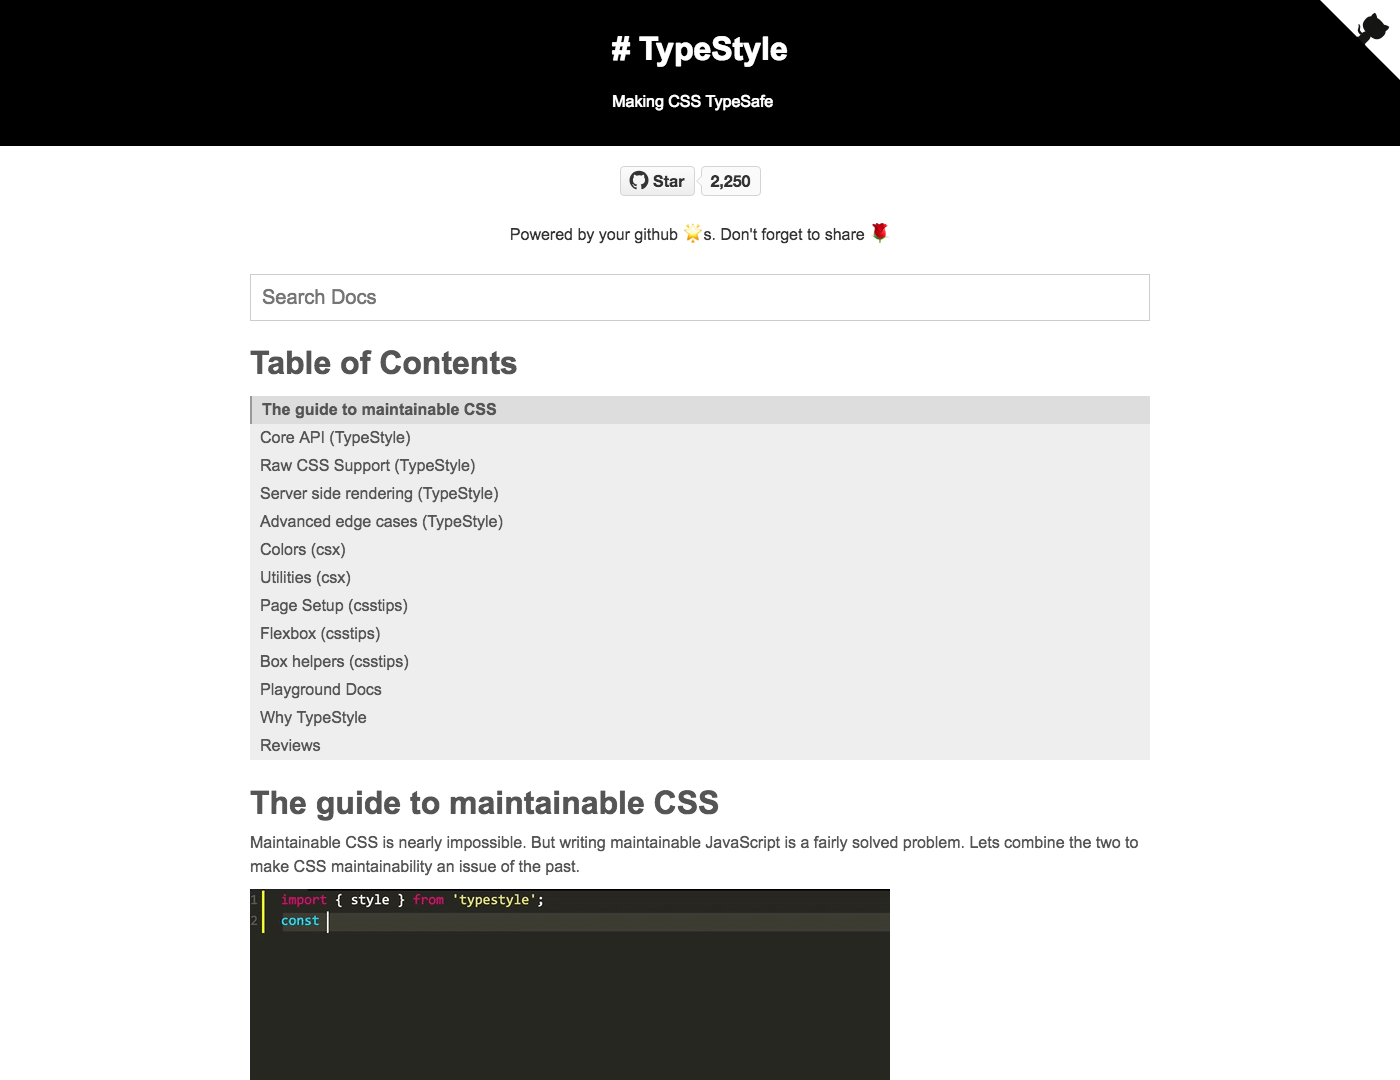 # TypeStyle
Making CSS TypeSafe
Star 2,250
Powered by your github 🌟s. Don't forget to share 🌹
Search Docs
Table of Contents
The guide to maintainable CSS
Core API (TypeStyle)
Raw CSS Support (TypeStyle)
Server side rendering (TypeStyle)
Advanced edge cases (TypeStyle)
Colors (csx)
Utilities (csx)
Page Setup (csstips)
Flexbox (csstips)
Box helpers (csstips)
Playground Docs
Why TypeStyle
Reviews
The guide to maintainable CSS
Maintainable CSS is nearly impossible. But writing maintainable JavaScript is a fairly solved problem. Lets combine the two to
make CSS maintainability an issue of the past.
1 import { style } from 'typestyle';
2 const